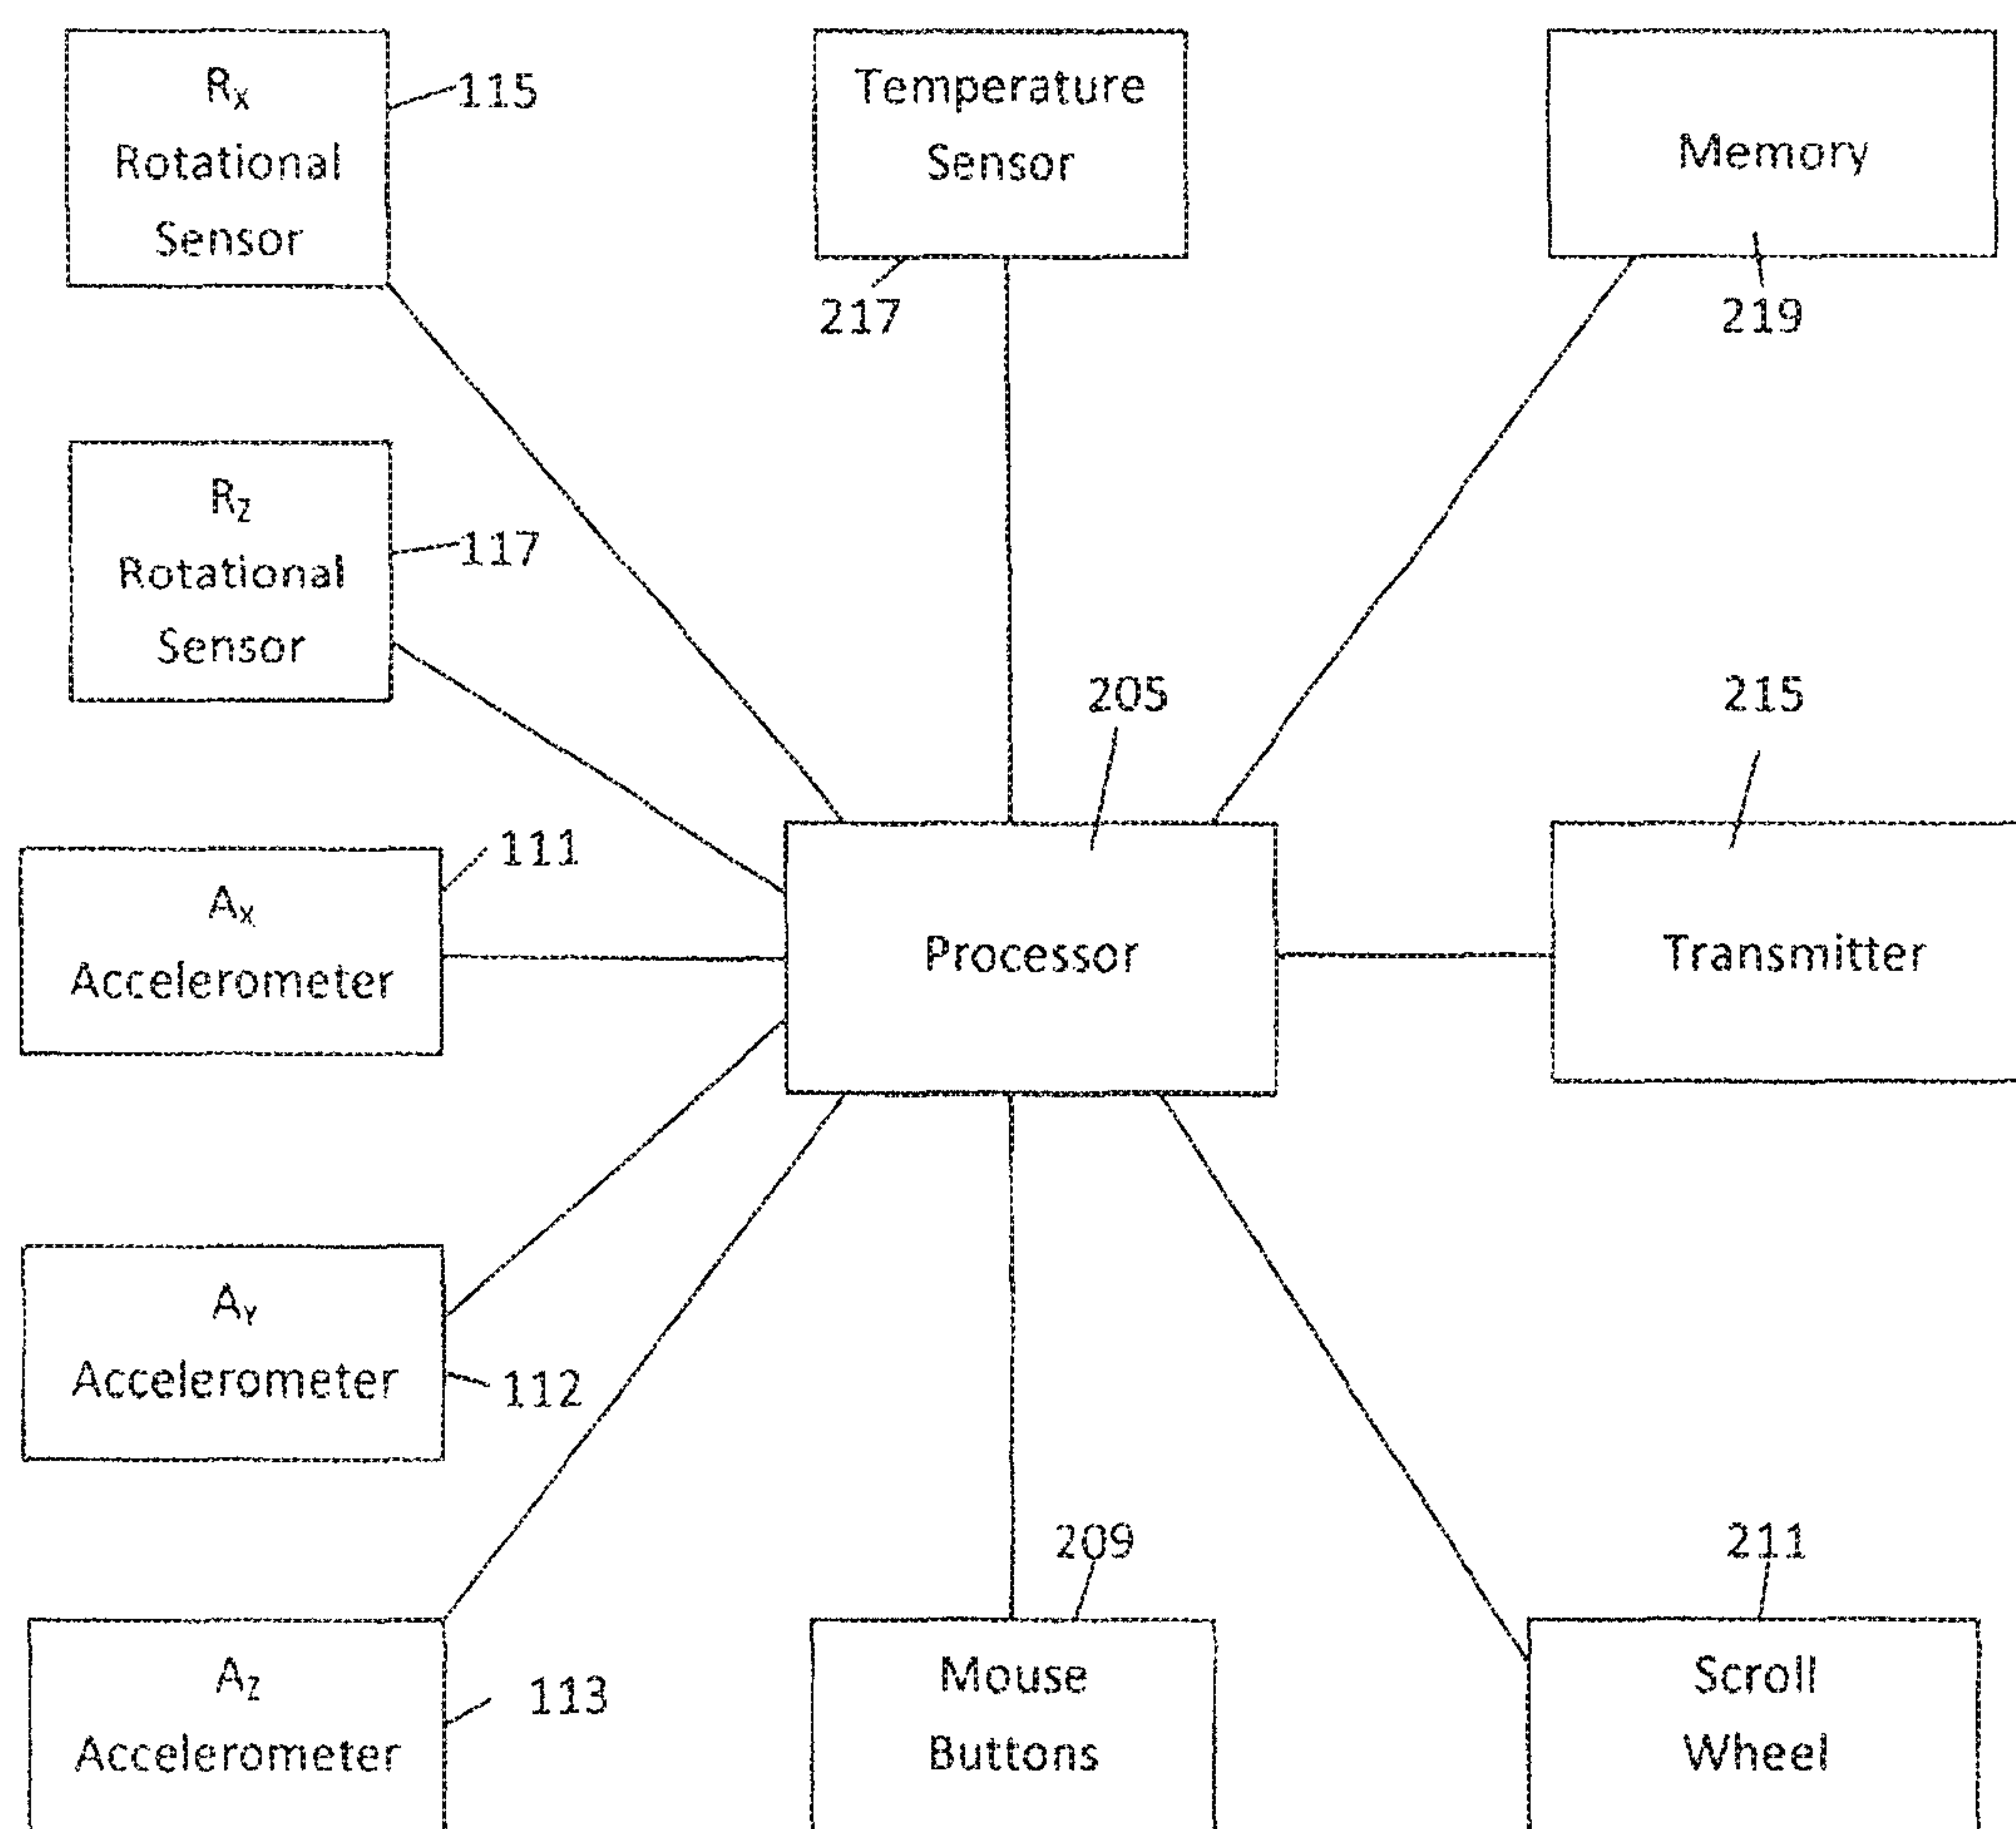 Rx
Rotational
Sensor
115
Temperature
Sensor
217
Memory
219
Rz
Rotational
Sensor
117
205
215
Ax
Accelerometer
111
Processor
Transmitter
AY
Accelerometer
112
209
211
Az
Accelerometer
113
Mouse
Buttons
Scroll
Wheel